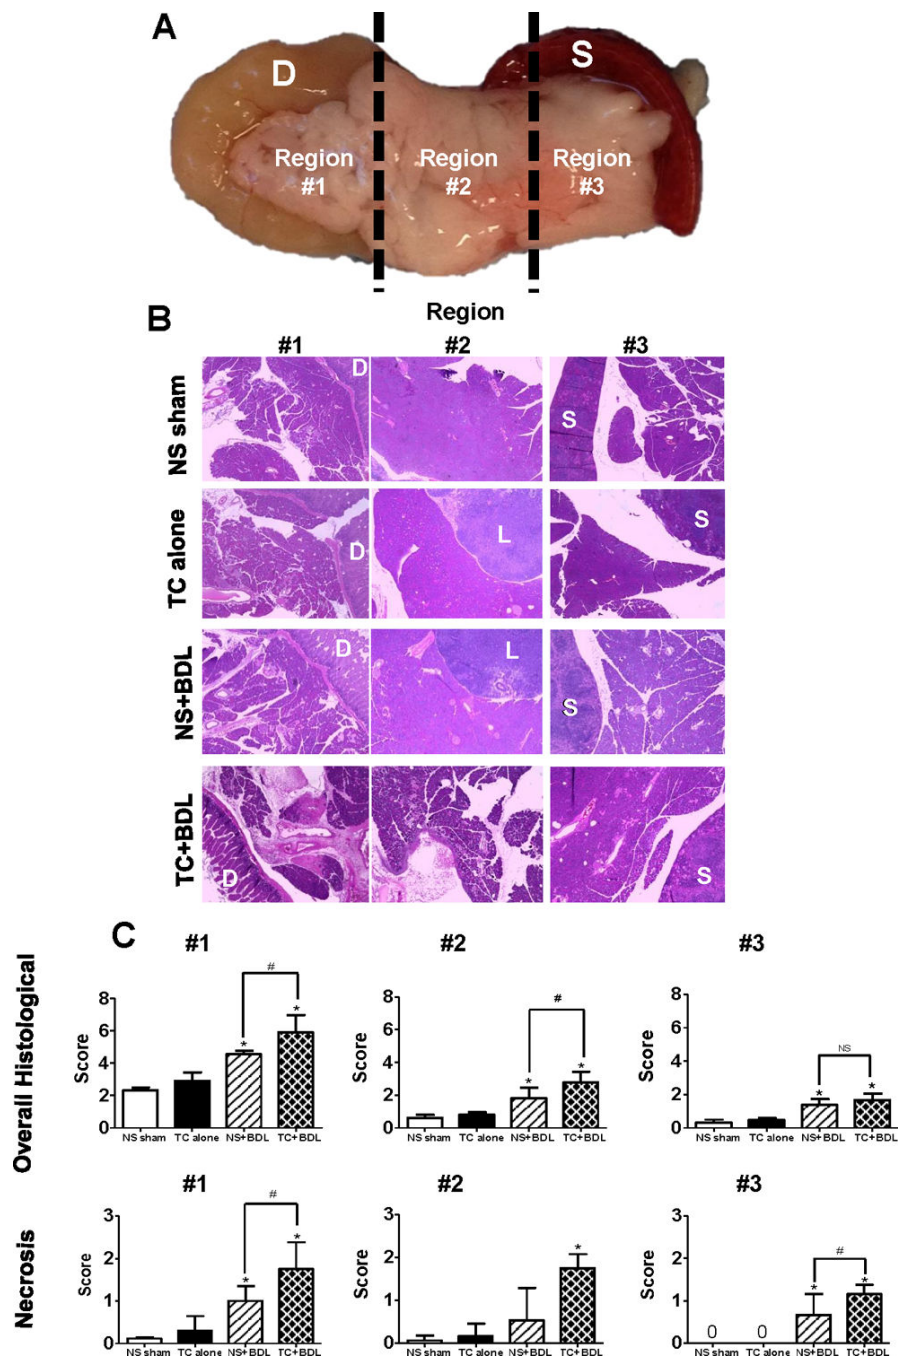 A
D
S
Region
#1
Region
#2
Region
#3
B
Region
#1
#2
#3
NS sham
D
S
TC alone
D
L
S
NS+BDL
D
L
S
TC+BDL
D
S
C
Overall Histological
#1
#2
#3
Score
8
6
4
2
0
*
#
*
NS sham
TC alone
NS+BDL
TC+BDL
Score
8
6
4
2
0
*
#
*
NS sham
TC alone
NS+BDL
TC+BDL
Score
8
6
4
2
0
*
NS
*
NS sham
TC alone
NS+BDL
TC+BDL
Necrosis
#1
#2
#3
Score
3
2
1
0
*
#
*
NS sham
TC alone
NS+BDL
TC+BDL
Score
3
2
1
0
*
NS sham
TC alone
NS+BDL
TC+BDL
Score
3
2
1
0
0
0
*
#
*
NS sham
TC alone
NS+BDL
TC+BDL